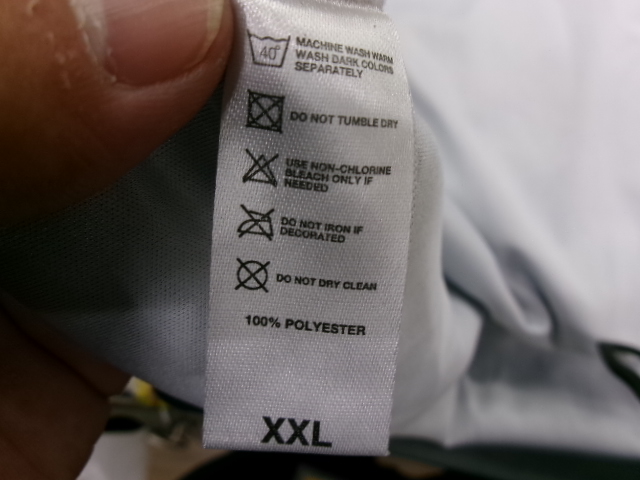 40°
MACHINE WASH WARM
WASH DARK COLORS
SEPARATELY
DO NOT TUMBLE DRY
USE NON-CHLORINE
BLEACH ONLY IF
NEEDED
DO NOT IRON IF
DECORATED
DO NOT DRY CLEAN
100% POLYESTER
XXL